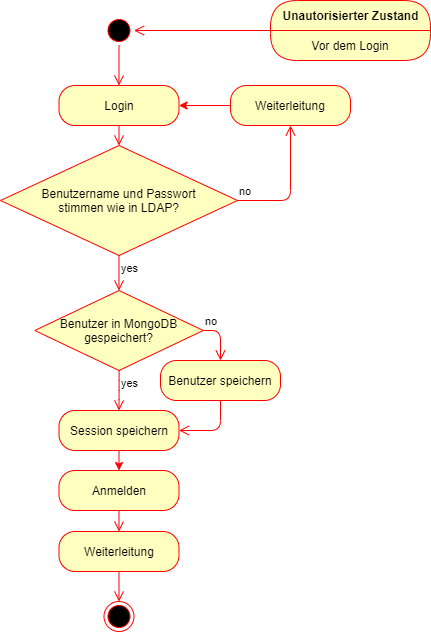 Unautorisierter Zustand
Vor dem Login
Login
Weiterleitung
Benutzername und Passwort
stimmen wie in LDAP?
no
yes
Benutzer in MongoDB
gespeichert?
no
Benutzer speichern
yes
Session speichern
Anmelden
Weiterleitung